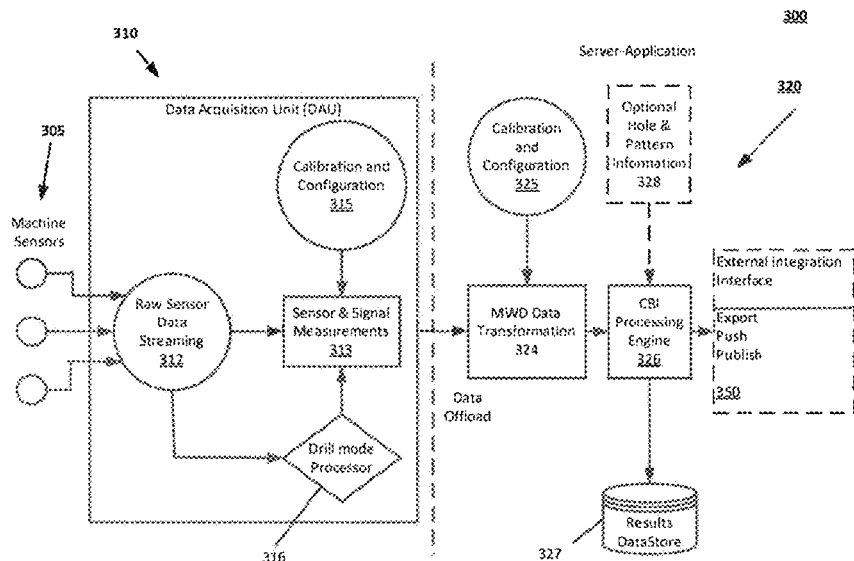 300
310
Server-Application
320
Data Acquisition Unit (DAU)
305
Calibration and
Configuration
315
Calibration
and
Configuration
325
Optional
Hole &
Pattern
Information
328
Machine
Sensors
Raw Sensor
Data
Streaming
312
Sensor & Signal
Measurements
313
MWD Data
Transformation
324
CBI
Processing
Engine
326
External Integration
Interface
Export
Push
Publish
350
Data
Offload
Drill mode
Processor
316
327
Results
DataStore